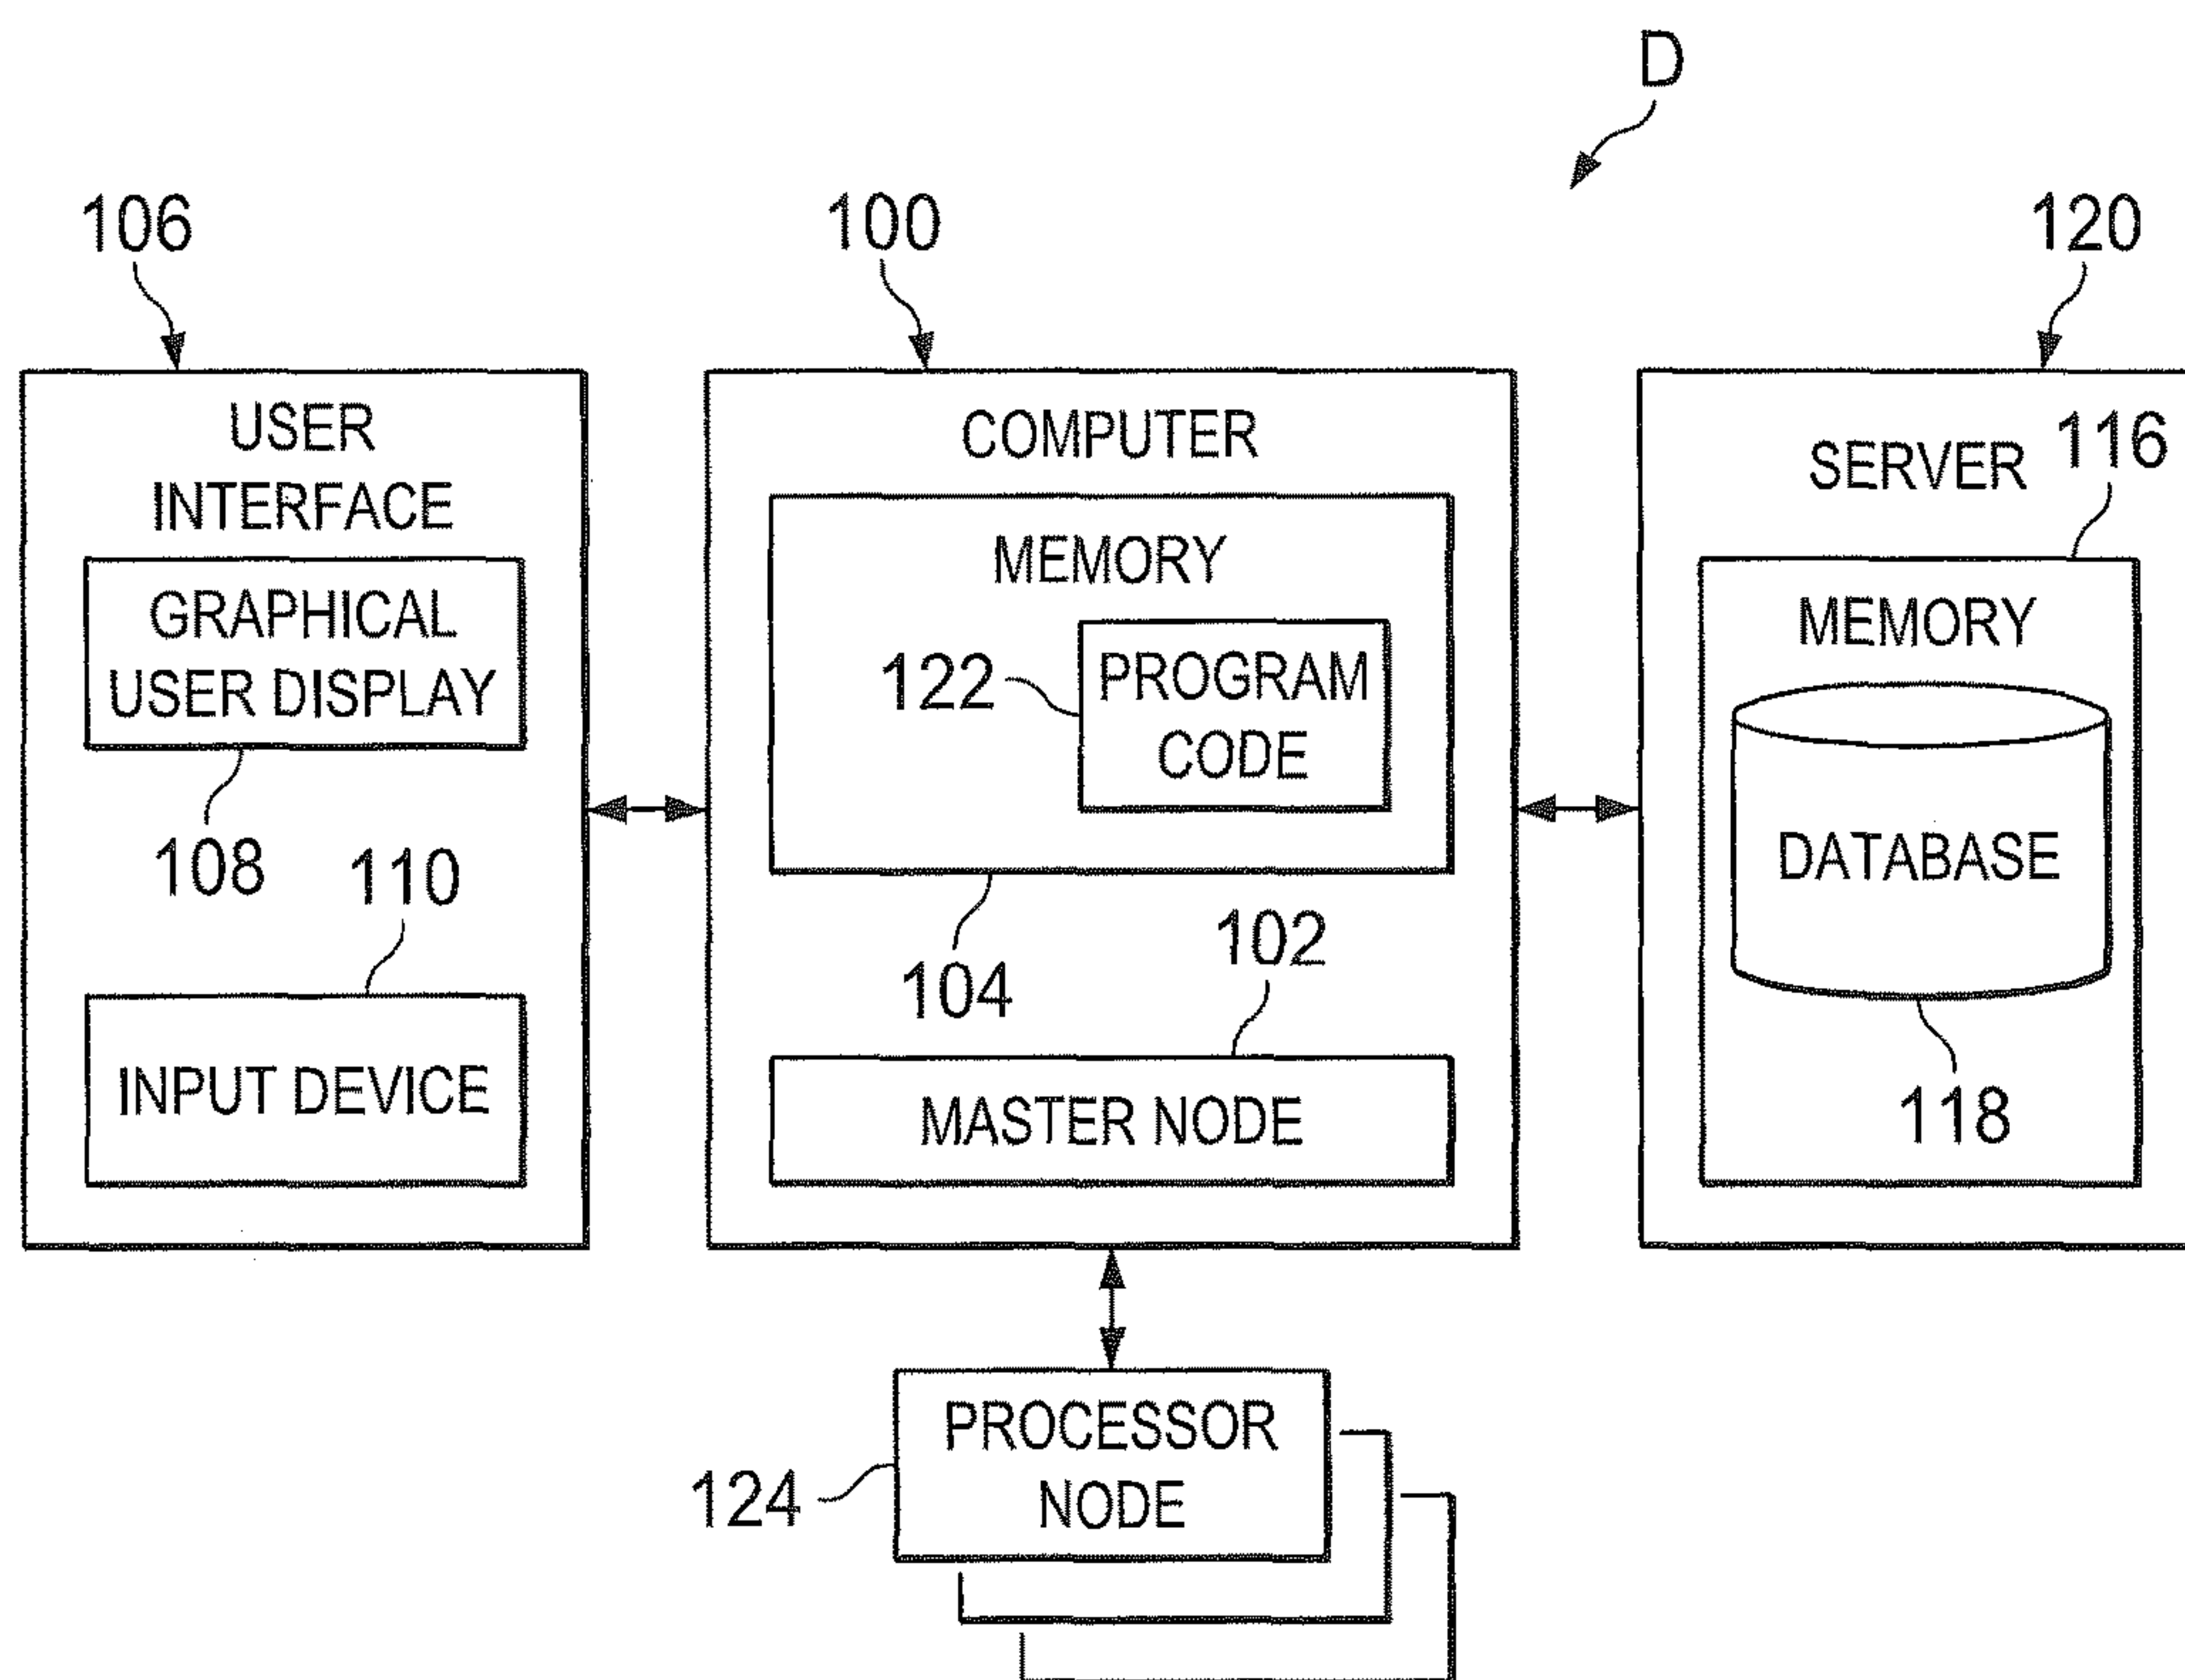 D
106
100
120
USER
INTERFACE
GRAPHICAL
USER DISPLAY
108
110
INPUT DEVICE
COMPUTER
MEMORY
122
PROGRAM
CODE
104
102
MASTER NODE
SERVER
116
MEMORY
DATABASE
118
PROCESSOR
NODE
124